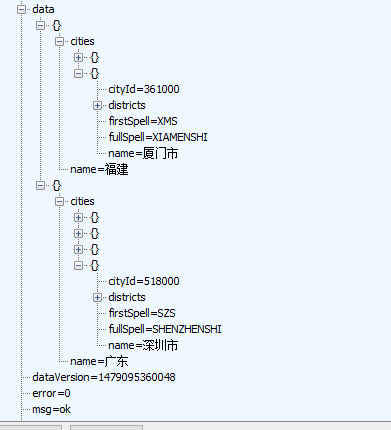 data
{}
cities
{}
{}
cityId=361000
districts
firstSpell=XMS
fullSpell=XIAMENSHI
name=厦门市
name=福建
{}
cities
{}
{}
{}
{}
cityId=518000
districts
firstSpell=SZS
fullSpell=SHENZHENSHI
name=深圳市
name=广东
dataVersion=1479095360048
error=0
msg=ok